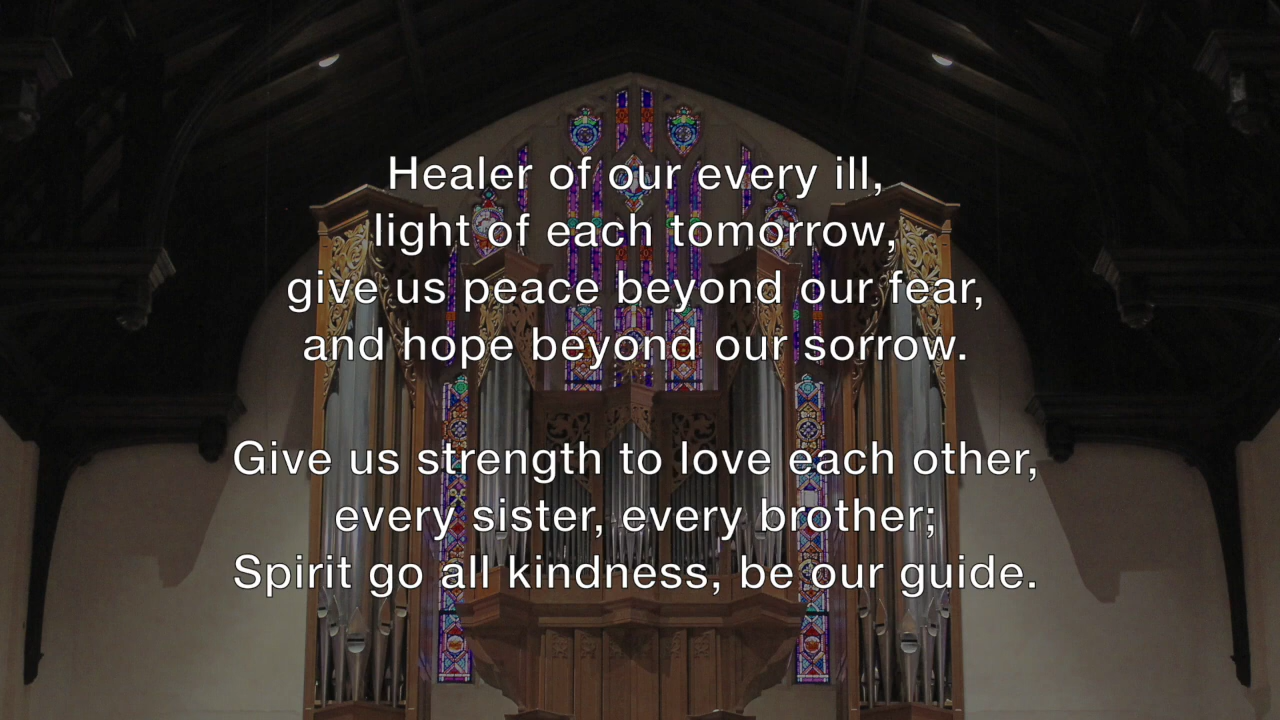 Healer of our every ill,
light of each tomorrow,
give us peace beyond our fear,
and hope beyond our sorrow.
Give us strength to love each other,
every sister, every brother;
Spirit go all kindness, be our guide.